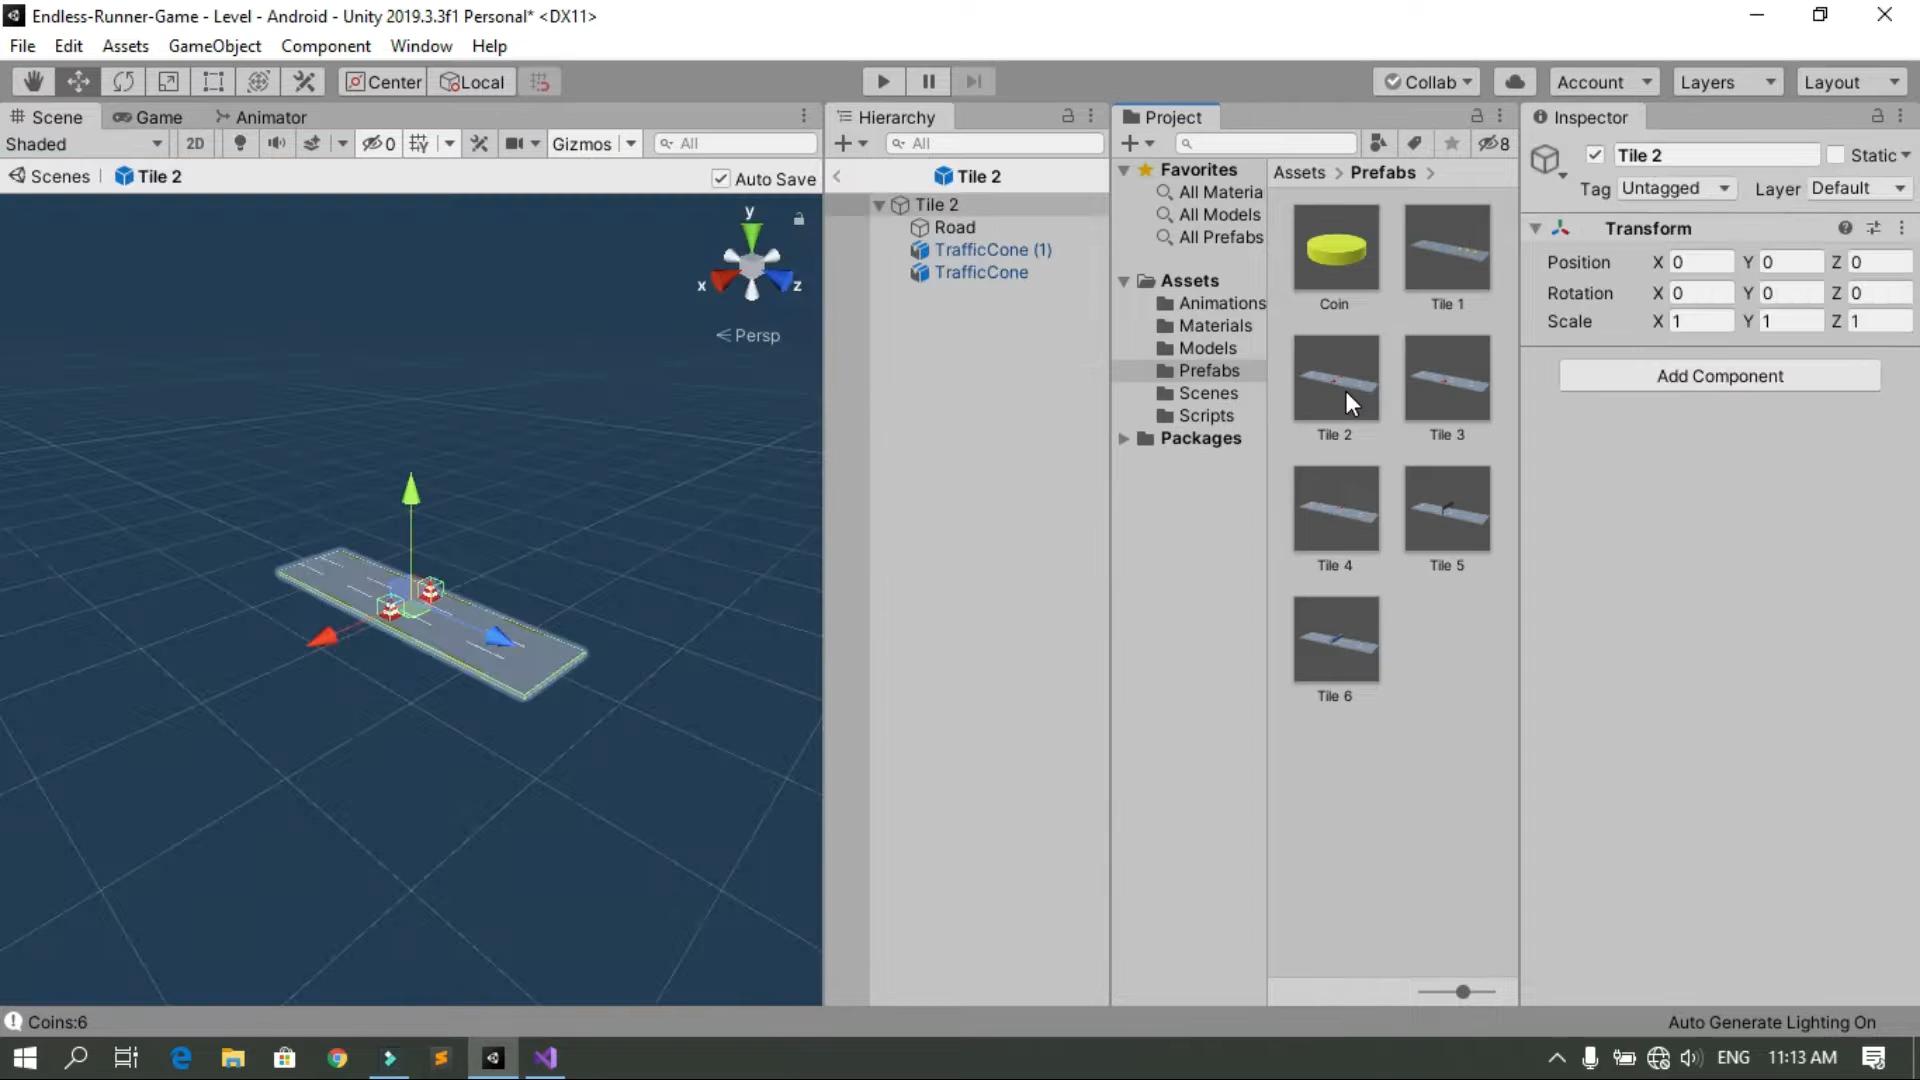 Endless-Runner-Game - Level - Android - Unity 2019.3.3f1 Personal* <DX11>
File Edit Assets GameObject Component Window Help
Center Local Collab Account Layers Layout
Scene Game Animator
Shaded 2D 0 Gizmos All
Scenes Tile 2 Auto Save
y
x
z
Persp
Hierarchy
All
Tile 2
Tile 2
Road
TrafficCone (1)
TrafficCone
Project
8
Favorites
All Materia
All Models
All Prefabs
Assets
Animations
Materials
Models
Prefabs
Scenes
Scripts
Packages
Assets > Prefabs >
Coin Tile 1
Tile 2 Tile 3
Tile 4 Tile 5
Tile 6
Inspector
Tile 2 Static
Tag Untagged Layer Default
Transform
Position X 0 Y 0 Z 0
Rotation X 0 Y 0 Z 0
Scale X 1 Y 1 Z 1
Add Component
Coins:6
Auto Generate Lighting On
ENG 11:13 AM